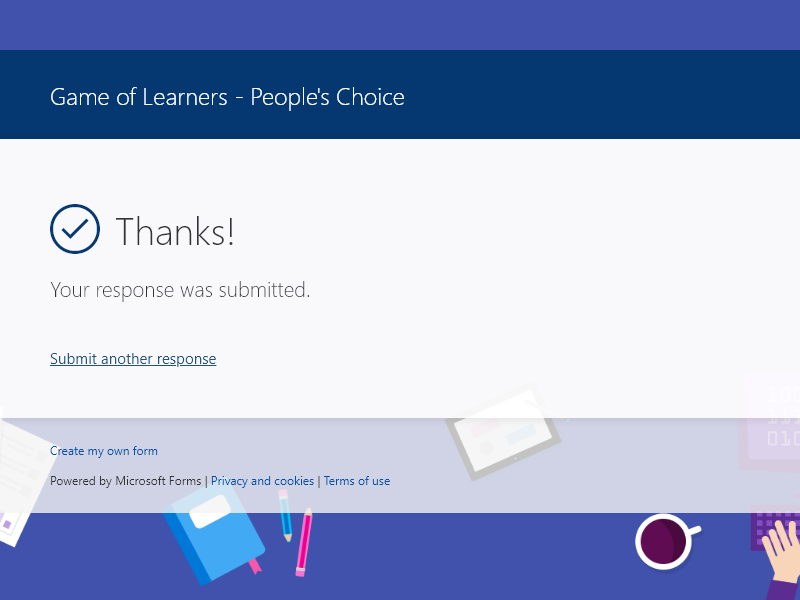 Game of Learners - People's Choice
Thanks!
Your response was submitted.
Submit another response
Create my own form
Powered by Microsoft Forms | Privacy and cookies | Terms of use